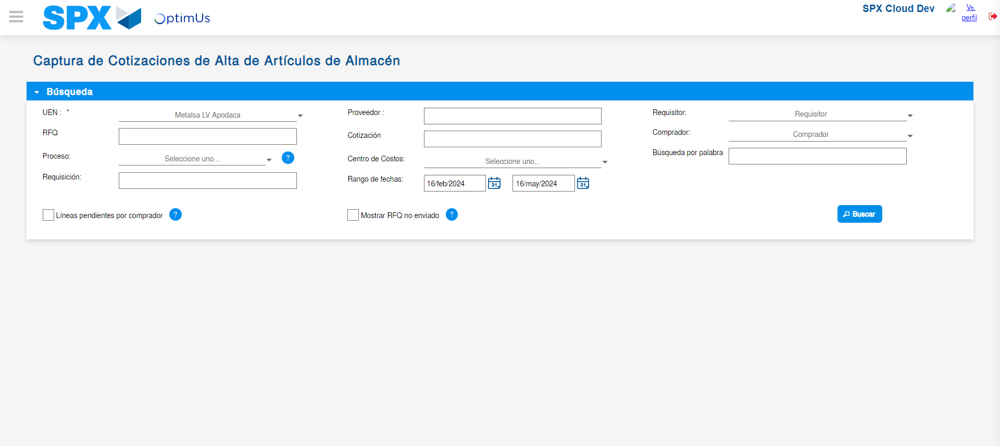 SPX
OptimUs
SPX Cloud Dev
perfil
Captura de Cotizaciones de Alta de Artículos de Almacén
Búsqueda
UEN : *
Metalsa LV Apodaca
RFQ
Proceso:
Seleccione uno...
?
Requisición:
Proveedor :
Cotización
Centro de Costos:
Seleccione uno...
Rango de fechas:
16/feb/2024
31
16/may/2024
31
Requisitor:
Requisitor
Comprador:
Comprador
Búsqueda por palabra
Líneas pendientes por comprador
?
Mostrar RFQ no enviado
?
Buscar